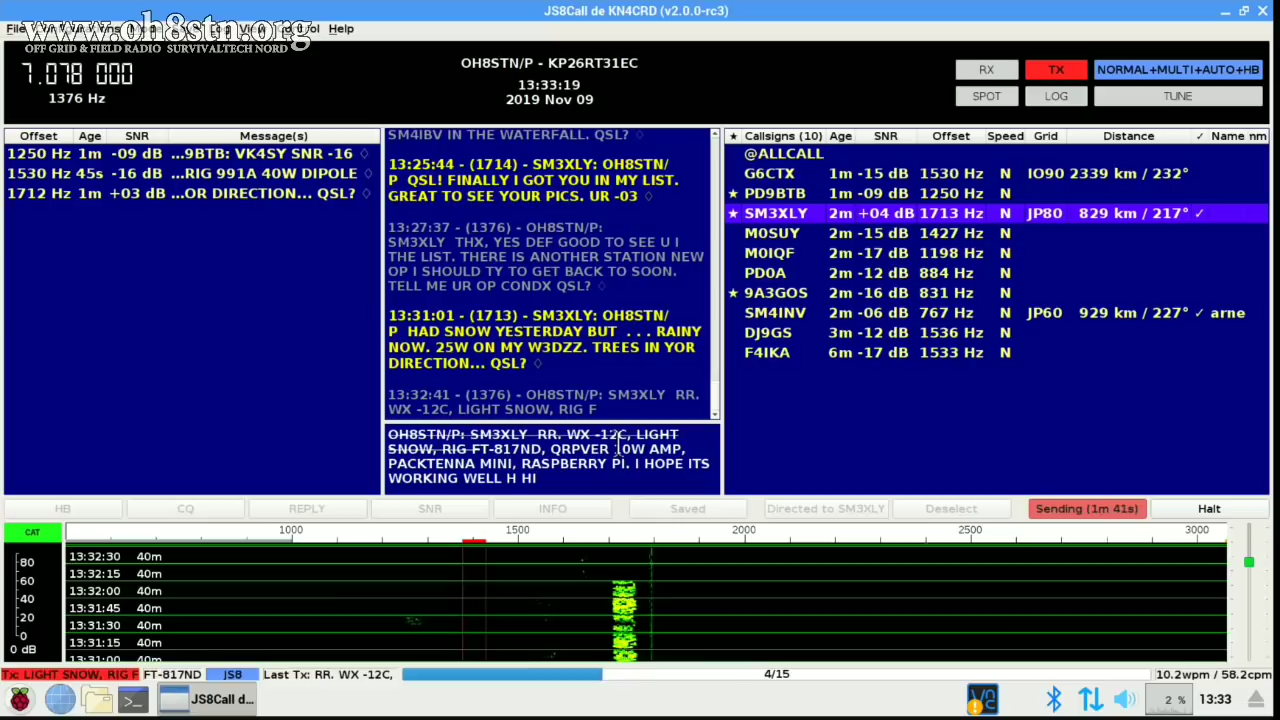 JS8Call de KN4CRD (v2.0.0-rc3)
www.oh8stn.org
OFF GRID & FIELD RADIO SURVIVALTECH NORD
File
Log View
Help
7.078 000
1376 Hz
OH8STN/P - KP26RT31EC
13:33:19
2019 Nov 09
RX TX NORMAL+MULTI+AUTO+HB
SPOT LOG TUNE
Offset Age SNR Message(s)
1250 Hz 1m -09 dB ...9BTB: VK4SY SNR -16 ♢
1530 Hz 45s -16 dB ...RIG 991A 40W DIPOLE ♢
1712 Hz 1m +03 dB ...OR DIRECTION... QSL? ♢
SM4IBV IN THE WATERFALL. QSL? ♢
13:25:44 - (1714) - SM3XLY: OH8STN/
P QSL! FINALLY I GOT YOU IN MY LIST.
GREAT TO SEE YOUR PICS. UR -03 ♢
13:27:37 - (1376) - OH8STN/P:
SM3XLY THX, YES DEF GOOD TO SEE U I
THE LIST. THERE IS ANOTHER STATION NEW
OP I SHOULD TY TO GET BACK TO SOON.
TELL ME UR OP CONDX QSL? ♢
13:31:01 - (1713) - SM3XLY: OH8STN/
P HAD SNOW YESTERDAY BUT . . . RAINY
NOW. 25W ON MY W3DZZ. TREES IN YOR
DIRECTION... QSL? ♢
13:32:41 - (1376) - OH8STN/P: SM3XLY RR.
WX -12C, LIGHT SNOW, RIG F
OH8STN/P: SM3XLY RR. WX -12C, LIGHT
SNOW, RIG FT-817ND, QRPVER 10W AMP,
PACKTENNA MINI, RASPBERRY PI. I HOPE ITS
WORKING WELL H HI
★ Callsigns (10) Age SNR Offset Speed Grid Distance ✓ Name nm
@ALLCALL
G6CTX 1m -15 dB 1530 Hz N IO90 2339 km / 232°
★ PD9BTB 1m -09 dB 1250 Hz N
★ SM3XLY 2m +04 dB 1713 Hz N JP80 829 km / 217° ✓
M0SUY 2m -15 dB 1427 Hz N
M0IQF 2m -17 dB 1198 Hz N
PD0A 2m -12 dB 884 Hz N
★ 9A3GOS 2m -16 dB 831 Hz N
SM4INV 2m -06 dB 767 Hz N JP60 929 km / 227° ✓ arne
DJ9GS 3m -12 dB 1536 Hz N
F4IKA 6m -17 dB 1533 Hz N
HB CQ REPLY SNR INFO Saved Directed to SM3XLY Deselect Sending (1m 41s) Halt
CAT 1000 1500 2000 2500 3000
80
60
40
20
0
0 dB
13:32:30 40m
13:32:15 40m
13:32:00 40m
13:31:45 40m
13:31:30 40m
13:31:15 40m
13:31:00 40m
Tx: LIGHT SNOW, RIG F FT-817ND JS8 Last Tx: RR. WX -12C, 4/15 10.2wpm / 58.2cpm
JS8Call d... 2 % 13:33